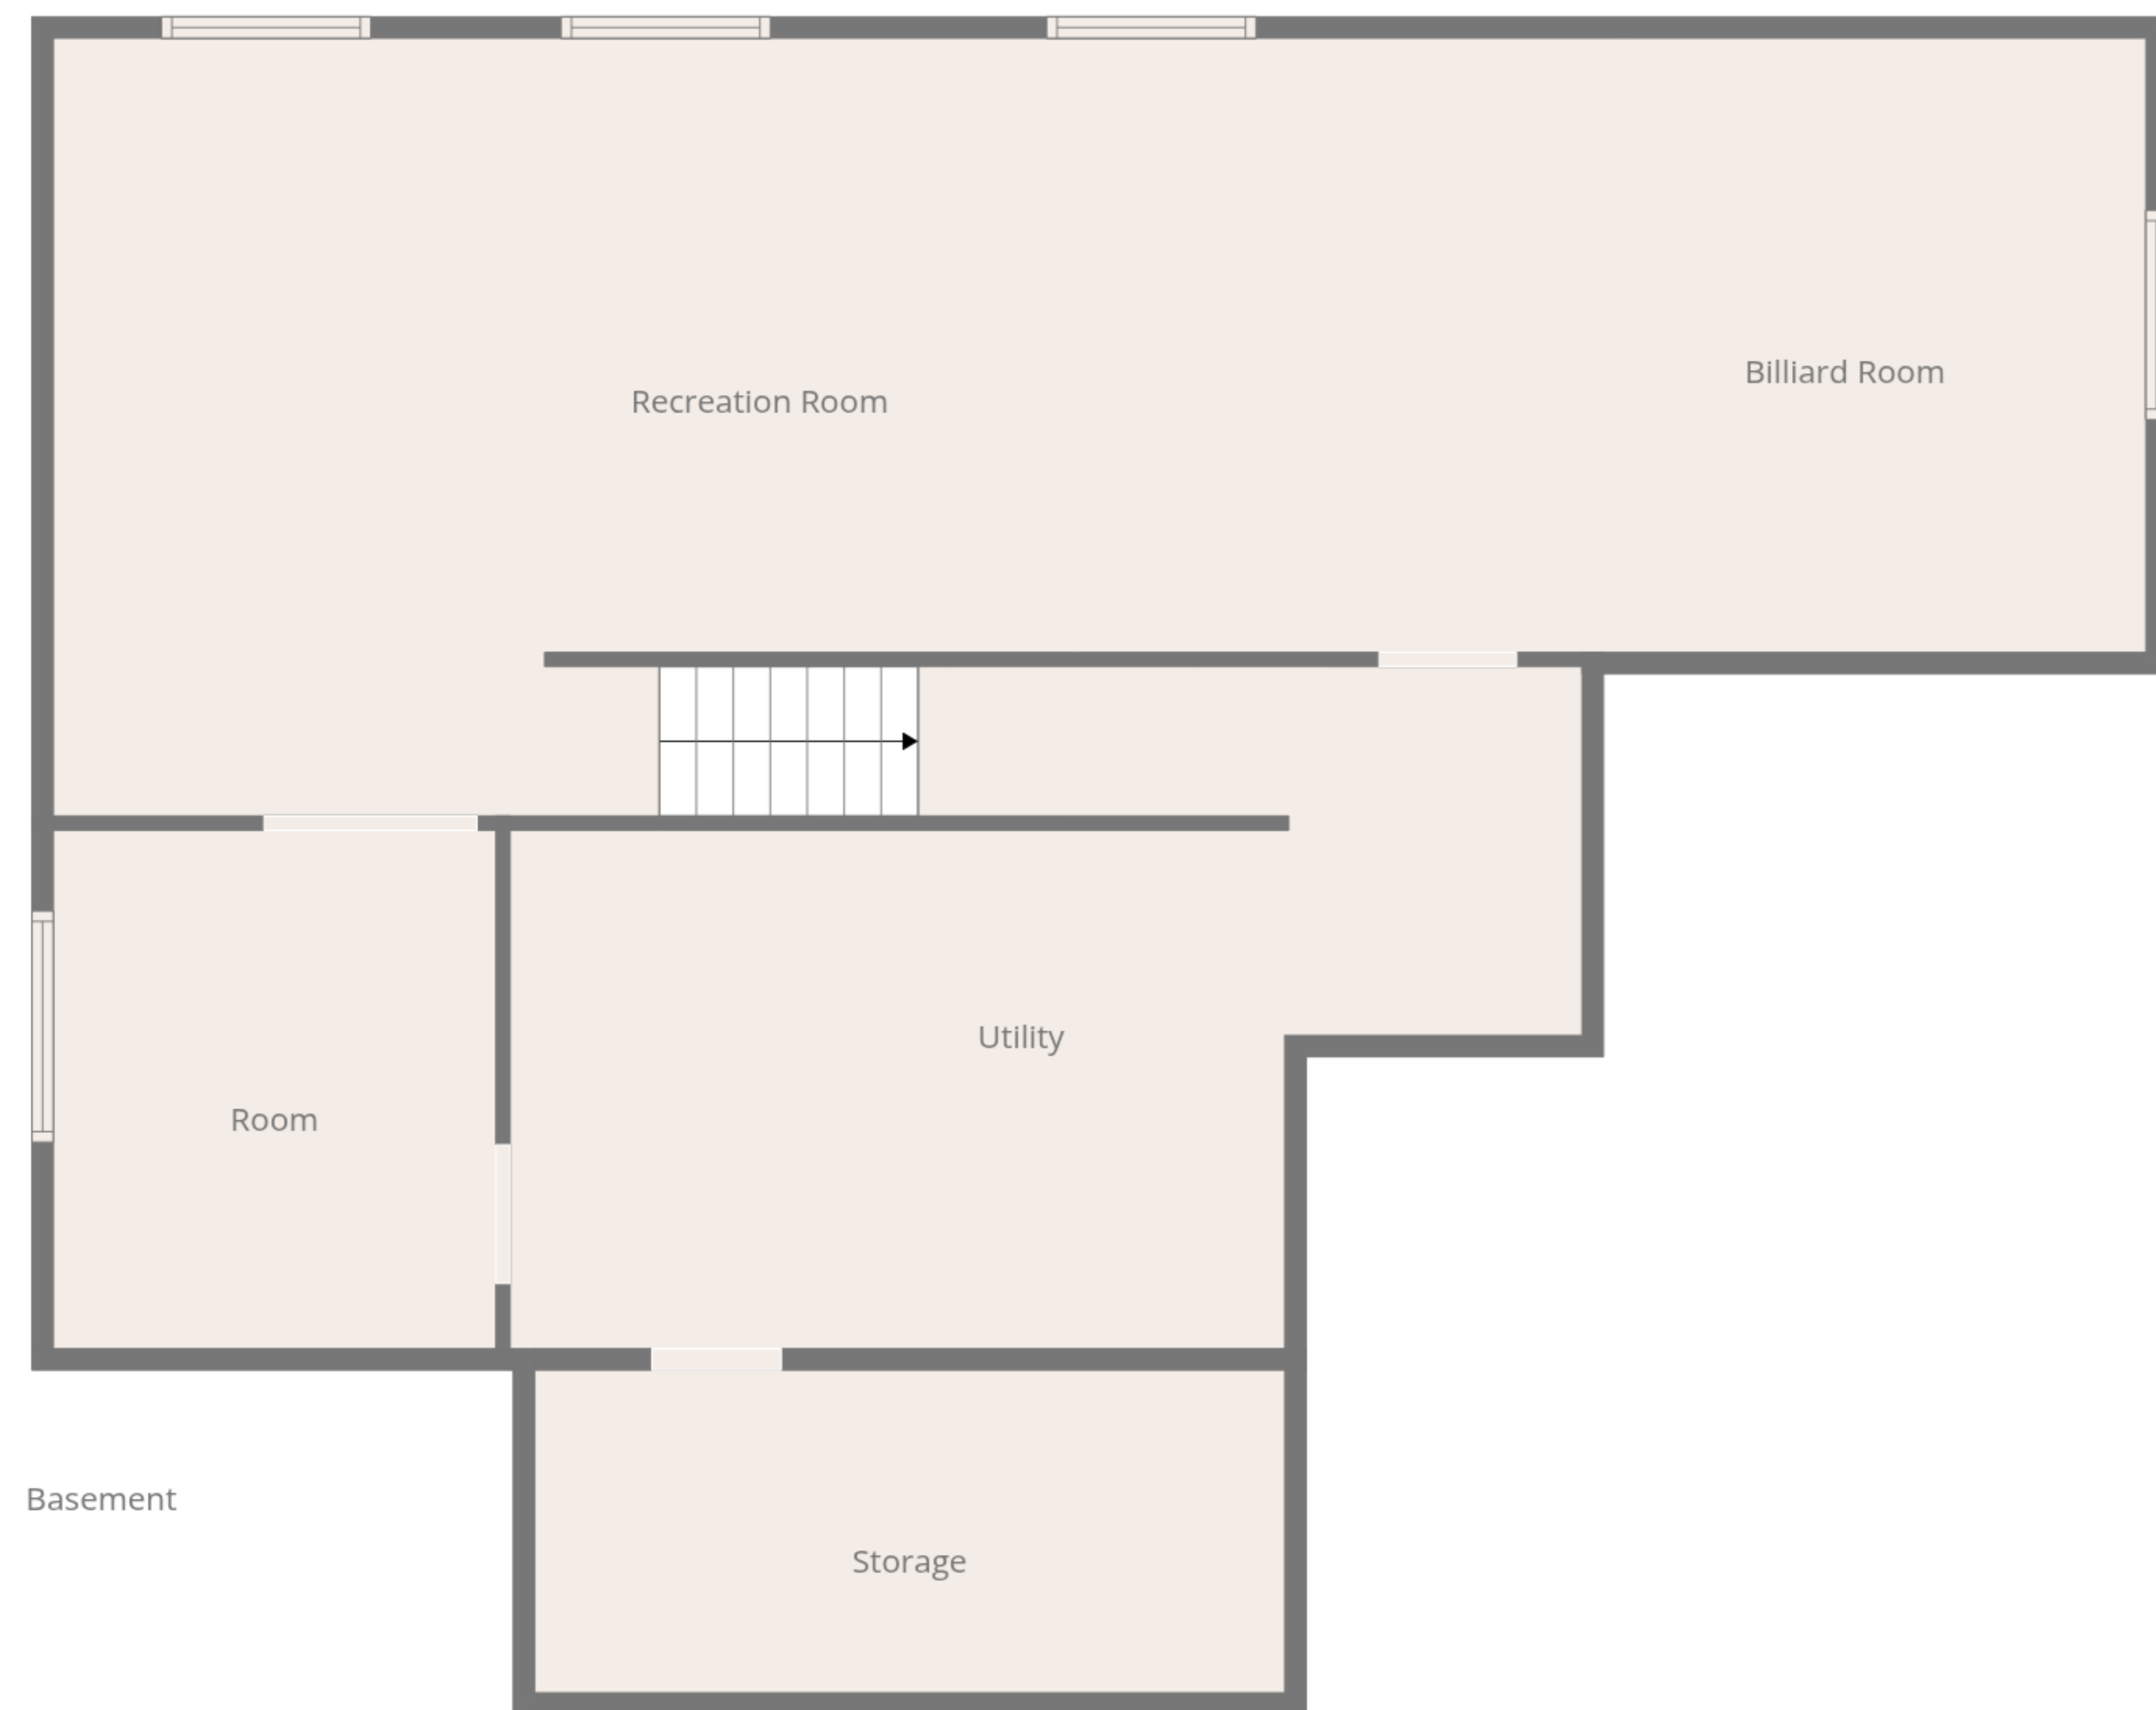 Billiard Room
Recreation Room
Utility
Room
Basement
Storage